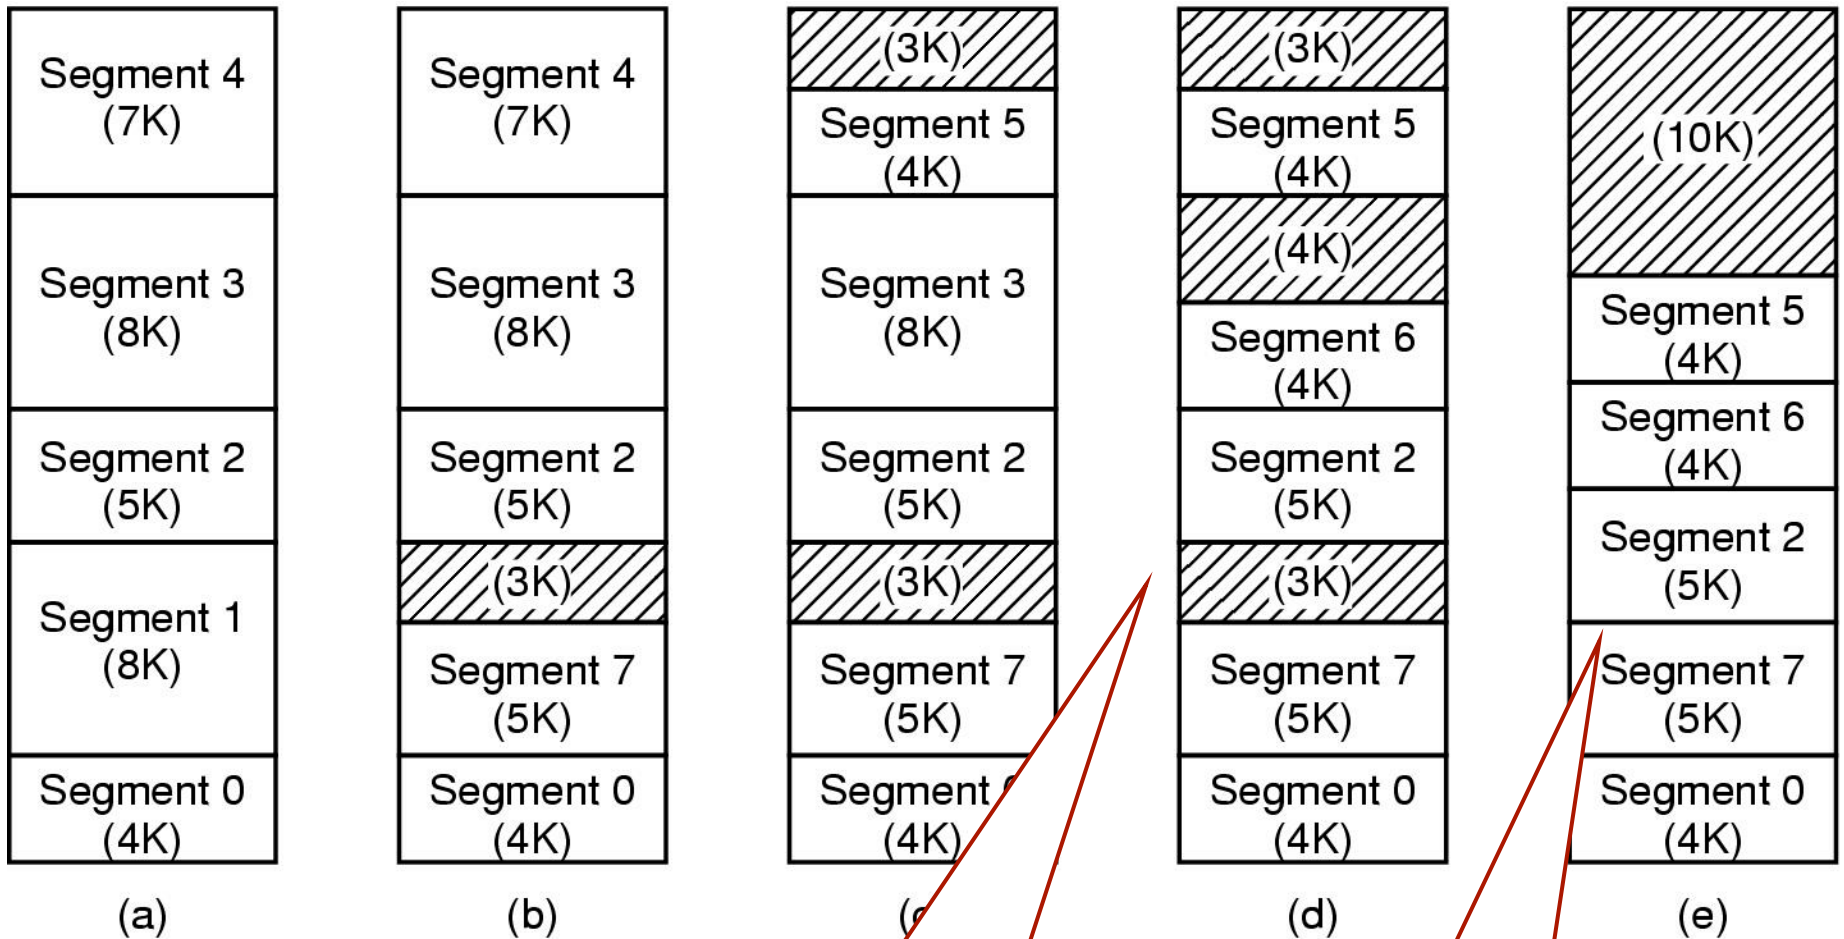 Segment 4
(7K)
Segment 3
(8K)
Segment 2
(5K)
Segment 1
(8K)
Segment 0
(4K)
(a)
Segment 4
(7K)
Segment 3
(8K)
Segment 2
(5K)
(3K)
Segment 7
(5K)
Segment 0
(4K)
(b)
(3K)
Segment 5
(4K)
Segment 3
(8K)
Segment 2
(5K)
(3K)
Segment 7
(5K)
Segment
(4K)
(3K)
Segment 5
(4K)
(4K)
Segment 6
(4K)
Segment 2
(5K)
(3K)
Segment 7
(5K)
Segment 0
(4K)
(d)
(10K)
Segment 5
(4K)
Segment 6
(4K)
Segment 2
(5K)
Segment 7
(5K)
Segment 0
(4K)
(e)